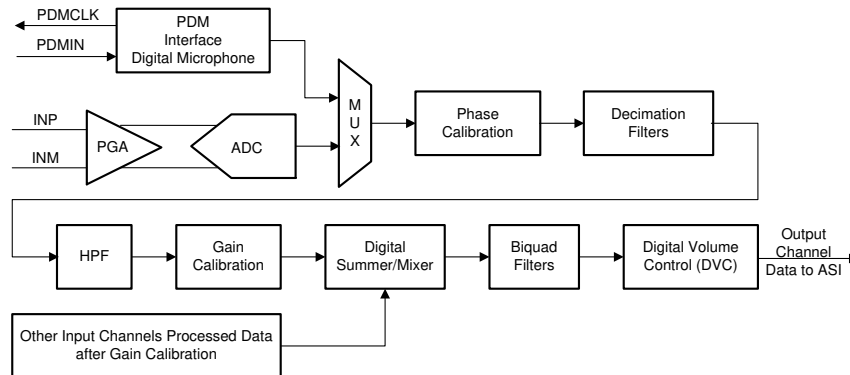 PDMCLK
PDMIN
PDM
Interface
Digital Microphone
INP
INM
PGA
ADC
M
U
X
Phase
Calibration
Decimation
Filters
HPF
Gain
Calibration
Digital
Summer/Mixer
Biquad
Filters
Digital Volume
Control (DVC)
Output
Channel
Data to ASI
Other Input Channels Processed Data
after Gain Calibration